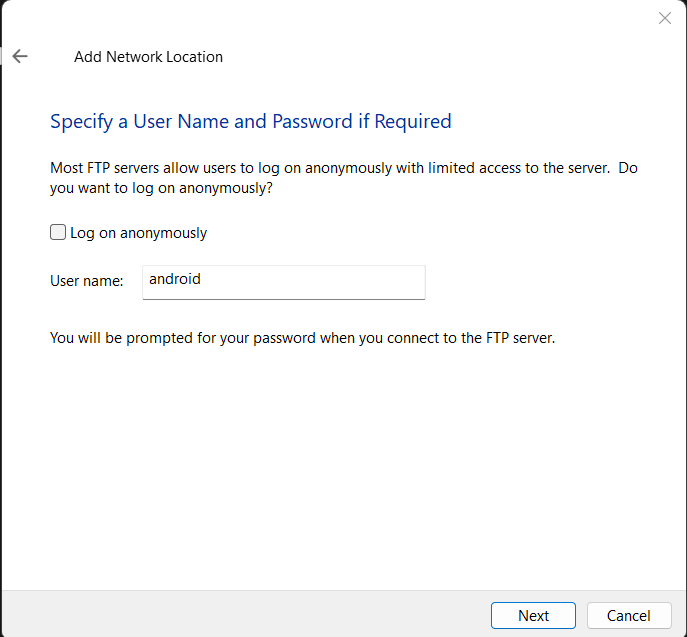 Add Network Location
Specify a User Name and Password if Required
Most FTP servers allow users to log on anonymously with limited access to the server.  Do
you want to log on anonymously?
Log on anonymously
User name:
android
You will be prompted for your password when you connect to the FTP server.
Next
Cancel